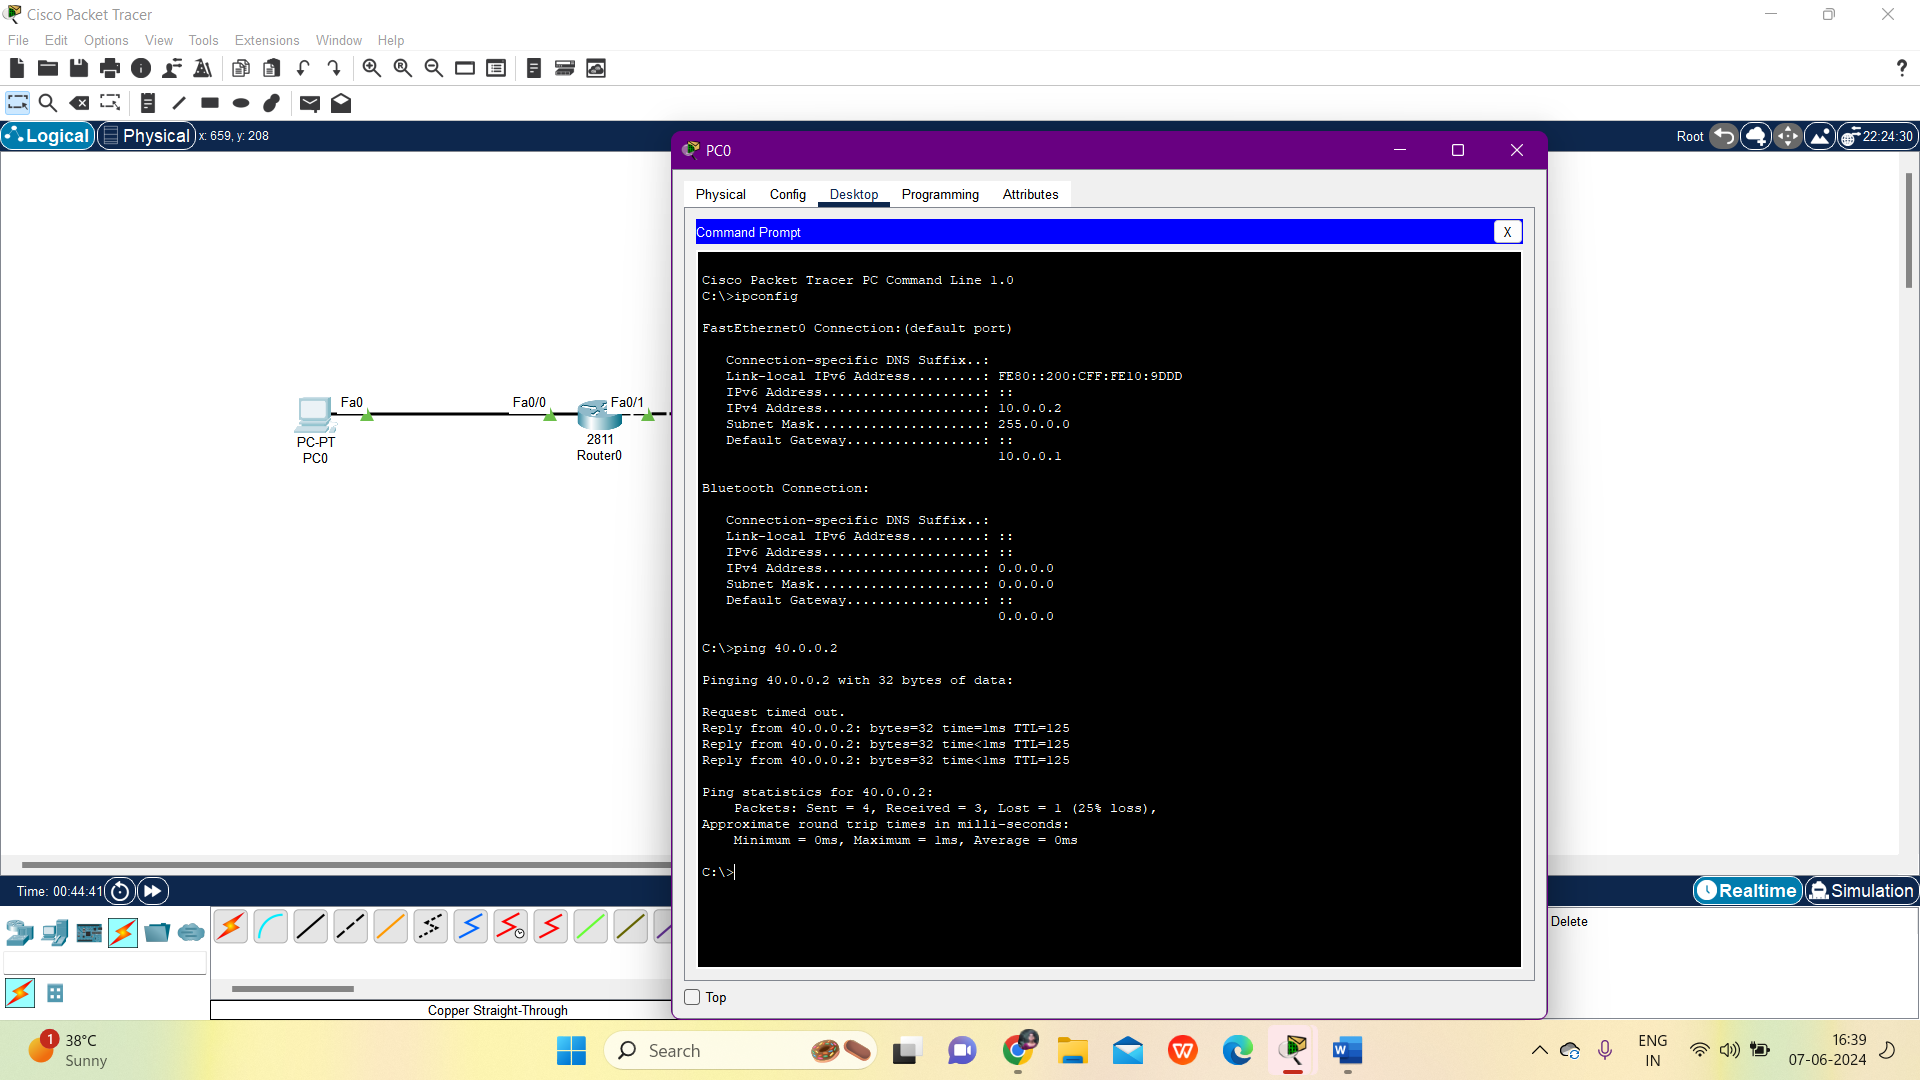 Cisco Packet Tracer
File Edit Options View Tools Extensions Window Help
Logical Physical x: 659, y: 208
Root 22:24:30
PC0
Physical Config Desktop Programming Attributes
Command Prompt X
Cisco Packet Tracer PC Command Line 1.0
C:\>ipconfig
FastEthernet0 Connection:(default port)
Connection-specific DNS Suffix..:
Link-local IPv6 Address.........: FE80::200:CFF:FE10:9DDD
IPv6 Address....................: ::
IPv4 Address....................: 10.0.0.2
Subnet Mask.....................: 255.0.0.0
Default Gateway.................: ::
10.0.0.1
Bluetooth Connection:
Connection-specific DNS Suffix..:
Link-local IPv6 Address.........: ::
IPv6 Address....................: ::
IPv4 Address....................: 0.0.0.0
Subnet Mask.....................: 0.0.0.0
Default Gateway.................: ::
0.0.0.0
C:\>ping 40.0.0.2
Pinging 40.0.0.2 with 32 bytes of data:
Request timed out.
Reply from 40.0.0.2: bytes=32 time=1ms TTL=125
Reply from 40.0.0.2: bytes=32 time<1ms TTL=125
Reply from 40.0.0.2: bytes=32 time<1ms TTL=125
Ping statistics for 40.0.0.2:
Packets: Sent = 4, Received = 3, Lost = 1 (25% loss),
Approximate round trip times in milli-seconds:
Minimum = 0ms, Maximum = 1ms, Average = 0ms
C:\>
Top
Fa0 Fa0/0 Fa0/1
PC-PT
PC0
2811
Router0
Time: 00:44:41
Realtime Simulation
Delete
Copper Straight-Through
1
38°C
Sunny
Search
ENG
IN
16:39
07-06-2024